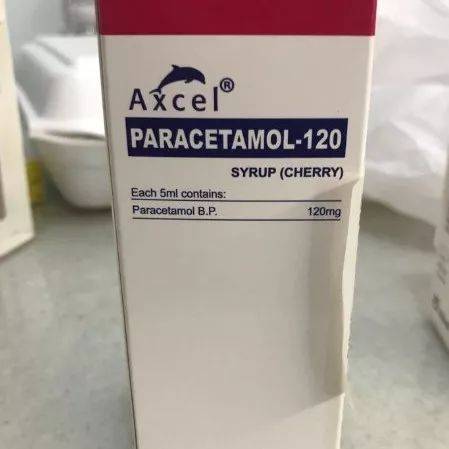 Axcel®
PARACETAMOL-120
SYRUP (CHERRY)
Each 5ml contains:
Paracetamol B.P. 120mg